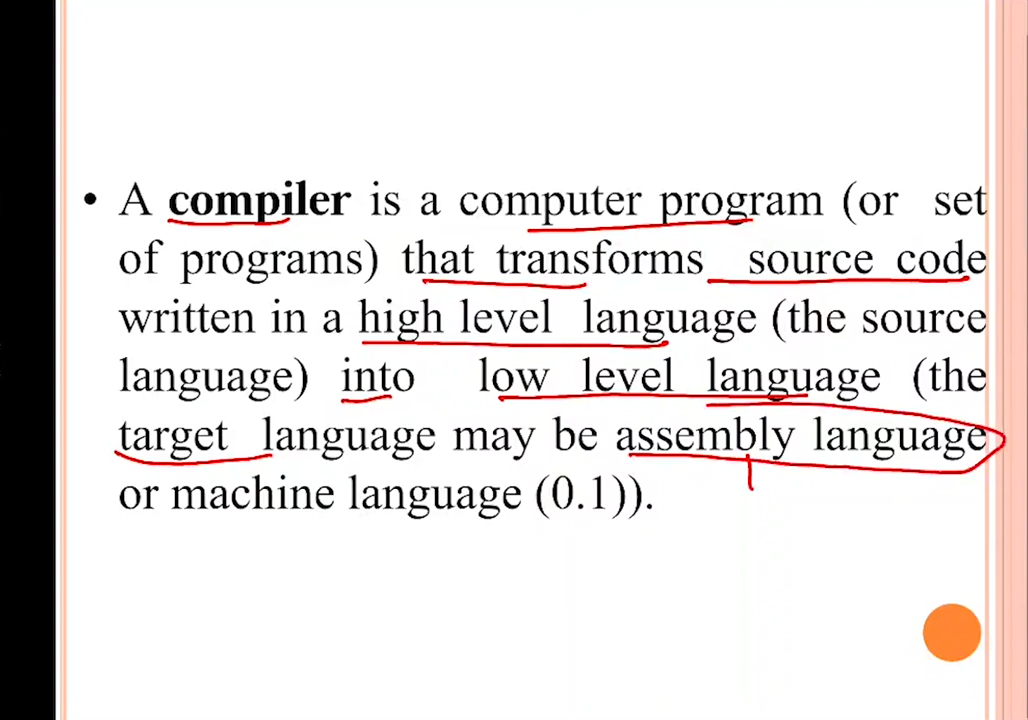 • A compiler is a computer program (or set
of programs) that transforms source code
written in a high level language (the source
language) into low level language (the
target language may be assembly language
or machine language (0.1)).